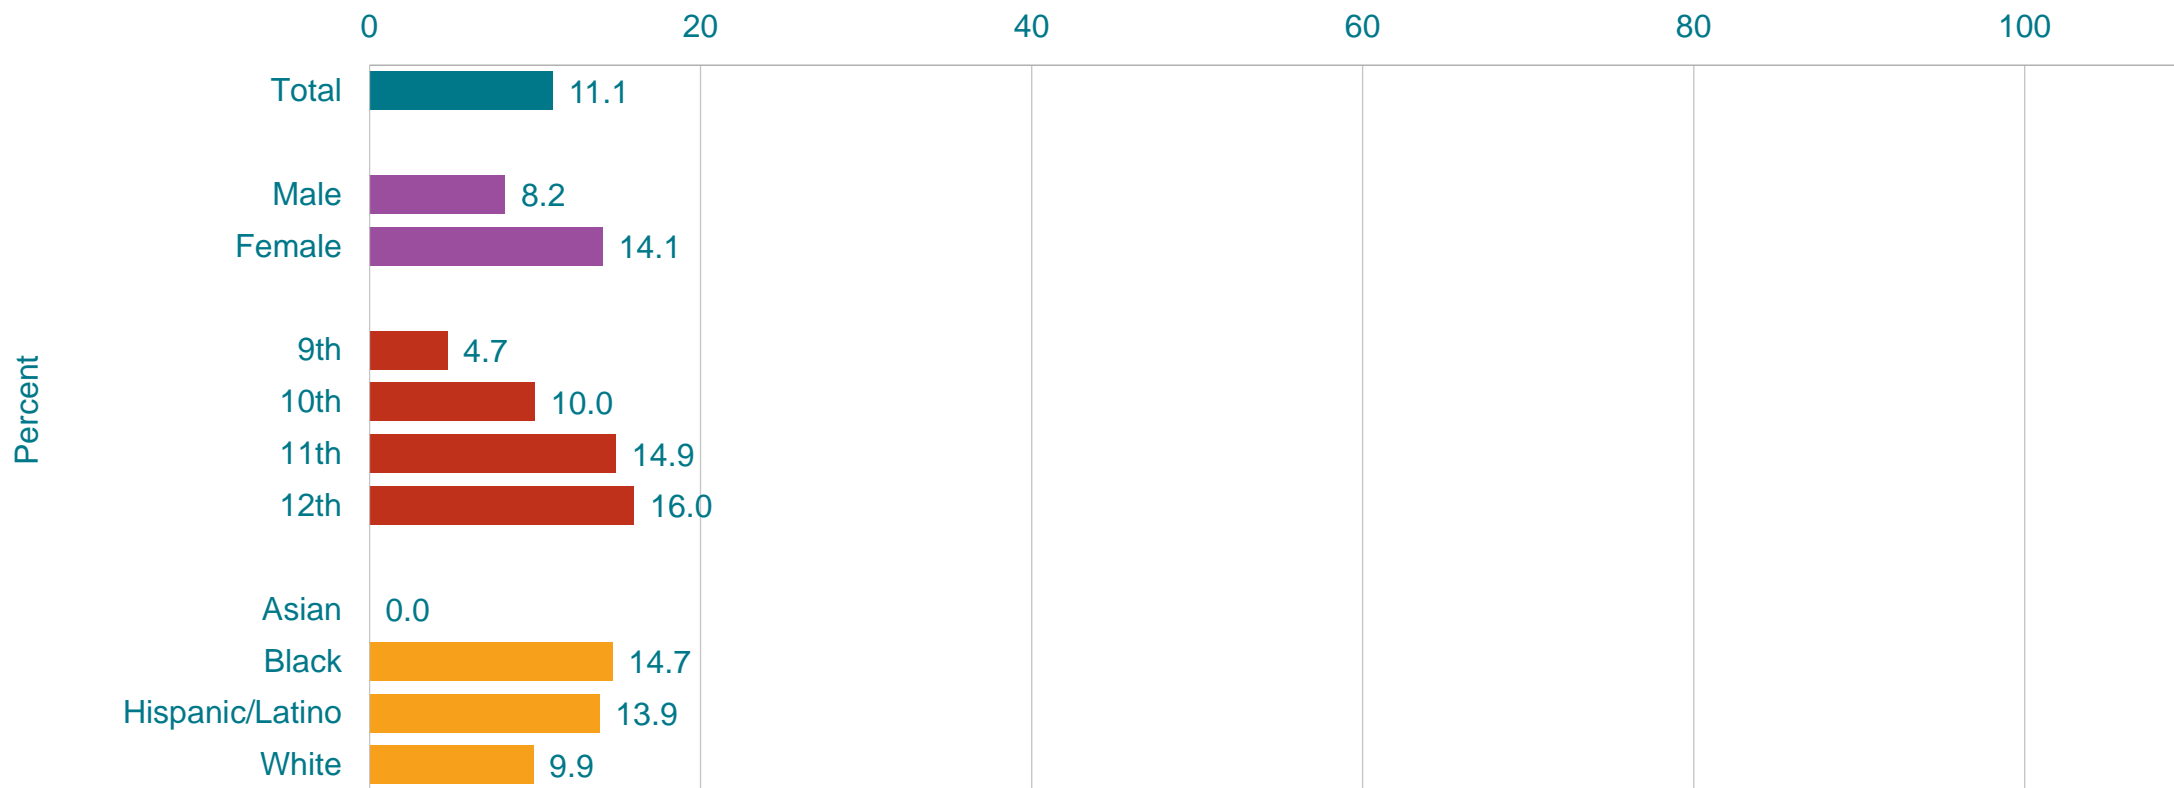 0 20 40 60 80 100
Total 11.1
Male 8.2
Female 14.1
Percent
9th 4.7
10th 10.0
11th 14.9
12th 16.0
Asian 0.0
Black 14.7
Hispanic/Latino 13.9
White 9.9